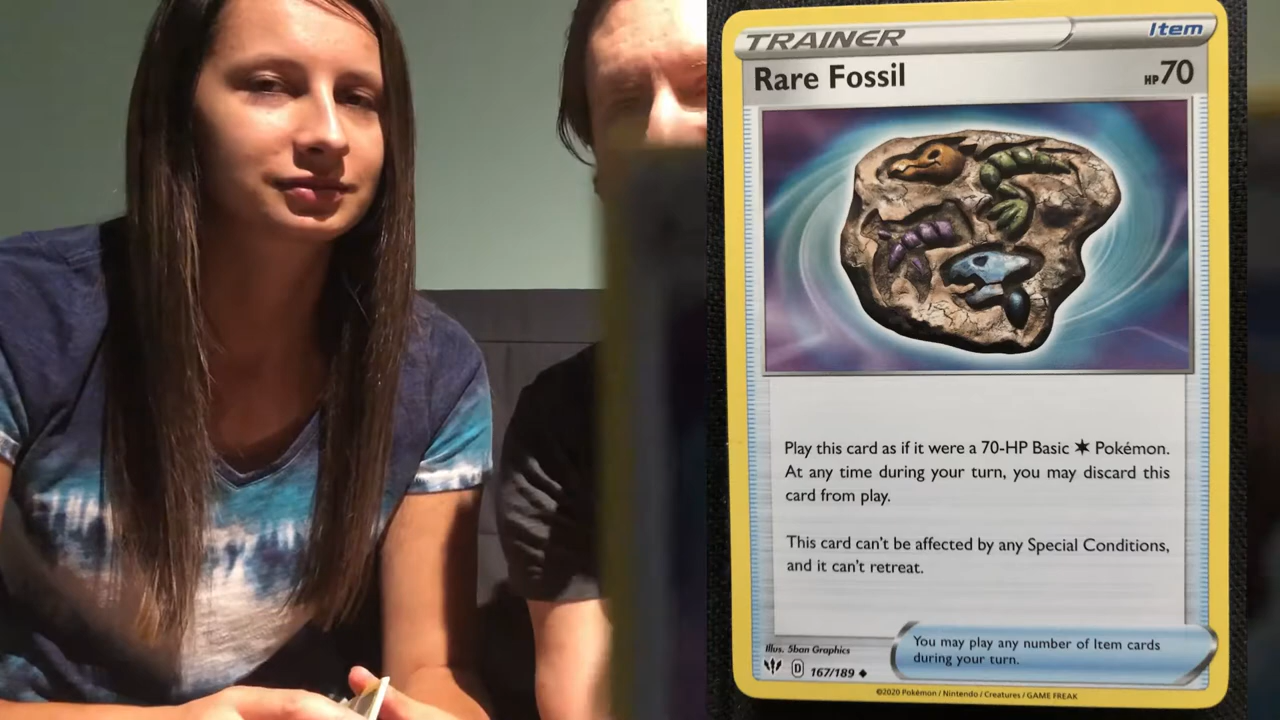 TRAINER Item
Rare Fossil HP 70
Play this card as if it were a 70-HP Basic Pokémon.
At any time during your turn, you may discard this
card from play.
This card can't be affected by any Special Conditions,
and it can't retreat.
You may play any number of Item cards
during your turn.
Illus. 5ban Graphics
D 167/189
©2020 Pokémon / Nintendo / Creatures / GAME FREAK